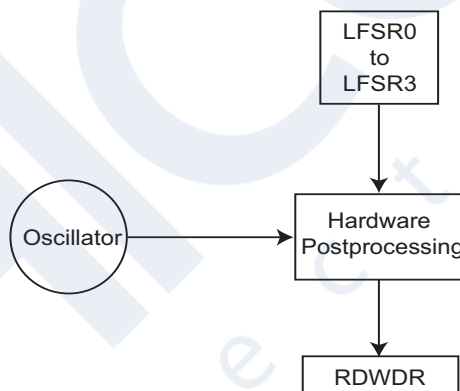 LFSR0
to
LFSR3
Oscillator
Hardware
Postprocessing
RDWDR